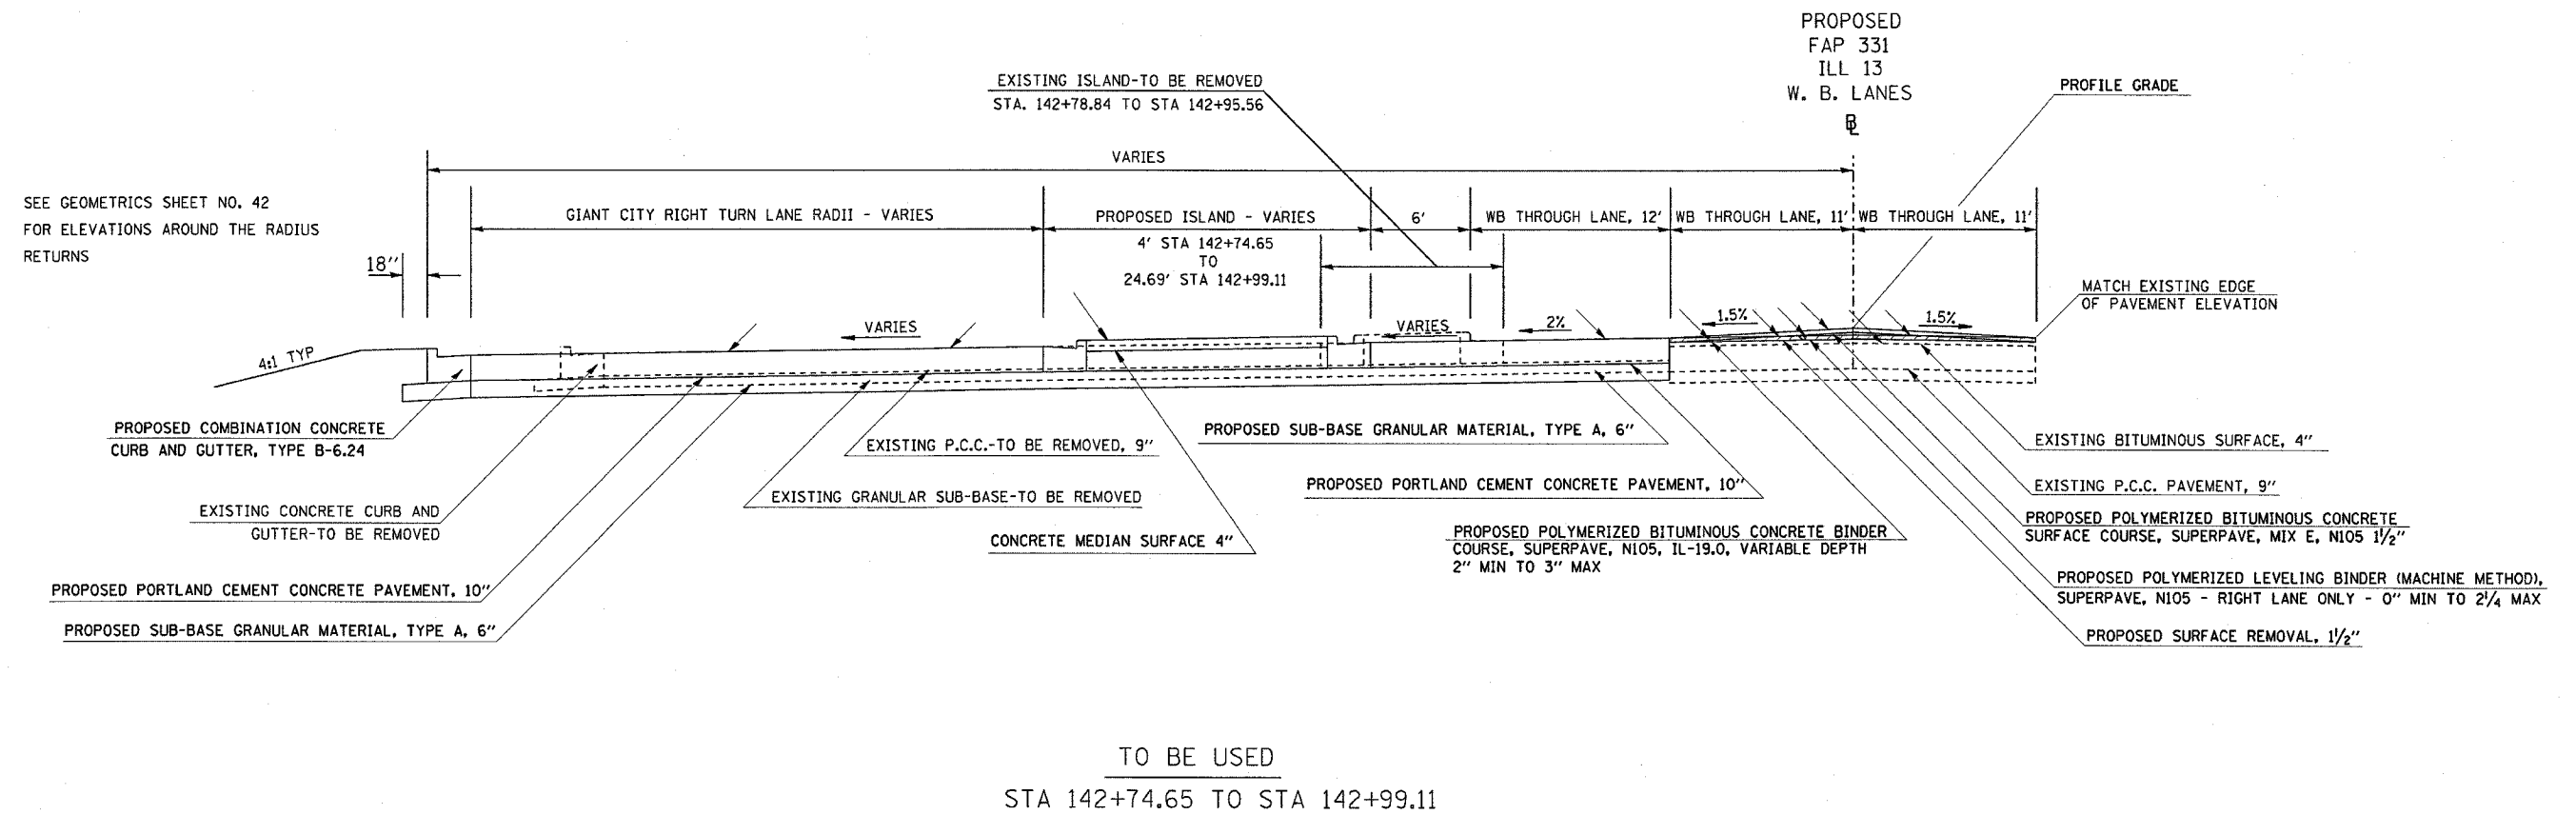 PROPOSED
FAP 331
ILL 13
W. B. LANES
EXISTING ISLAND-TO BE REMOVED
STA. 142+78.84 TO STA 142+95.56
PROFILE GRADE
VARIES
SEE GEOMETRICS SHEET NO. 42
FOR ELEVATIONS AROUND THE RADIUS
RETURNS
GIANT CITY RIGHT TURN LANE RADII - VARIES
PROPOSED ISLAND - VARIES
4' STA 142+74.65
TO
24.69' STA 142+99.11
6'
WB THROUGH LANE, 12'
WB THROUGH LANE, 11'
WB THROUGH LANE, 11'
18"
MATCH EXISTING EDGE
OF PAVEMENT ELEVATION
4:1 TYP
VARIES
VARIES
2%
1.5%
1.5%
PROPOSED COMBINATION CONCRETE
CURB AND GUTTER, TYPE B-6.24
EXISTING P.C.C.-TO BE REMOVED, 9"
PROPOSED SUB-BASE GRANULAR MATERIAL, TYPE A, 6"
EXISTING BITUMINOUS SURFACE, 4"
EXISTING GRANULAR SUB-BASE-TO BE REMOVED
PROPOSED PORTLAND CEMENT CONCRETE PAVEMENT, 10"
EXISTING P.C.C. PAVEMENT, 9"
EXISTING CONCRETE CURB AND
GUTTER-TO BE REMOVED
CONCRETE MEDIAN SURFACE 4"
PROPOSED POLYMERIZED BITUMINOUS CONCRETE BINDER
COURSE, SUPERPAVE, N105, IL-19.0, VARIABLE DEPTH
2" MIN TO 3" MAX
PROPOSED POLYMERIZED BITUMINOUS CONCRETE
SURFACE COURSE, SUPERPAVE, MIX E, N105 1½"
PROPOSED PORTLAND CEMENT CONCRETE PAVEMENT, 10"
PROPOSED POLYMERIZED LEVELING BINDER (MACHINE METHOD),
SUPERPAVE, N105 - RIGHT LANE ONLY - 0" MIN TO 2¼ MAX
PROPOSED SUB-BASE GRANULAR MATERIAL, TYPE A, 6"
PROPOSED SURFACE REMOVAL, 1½"
TO BE USED
STA 142+74.65 TO STA 142+99.11